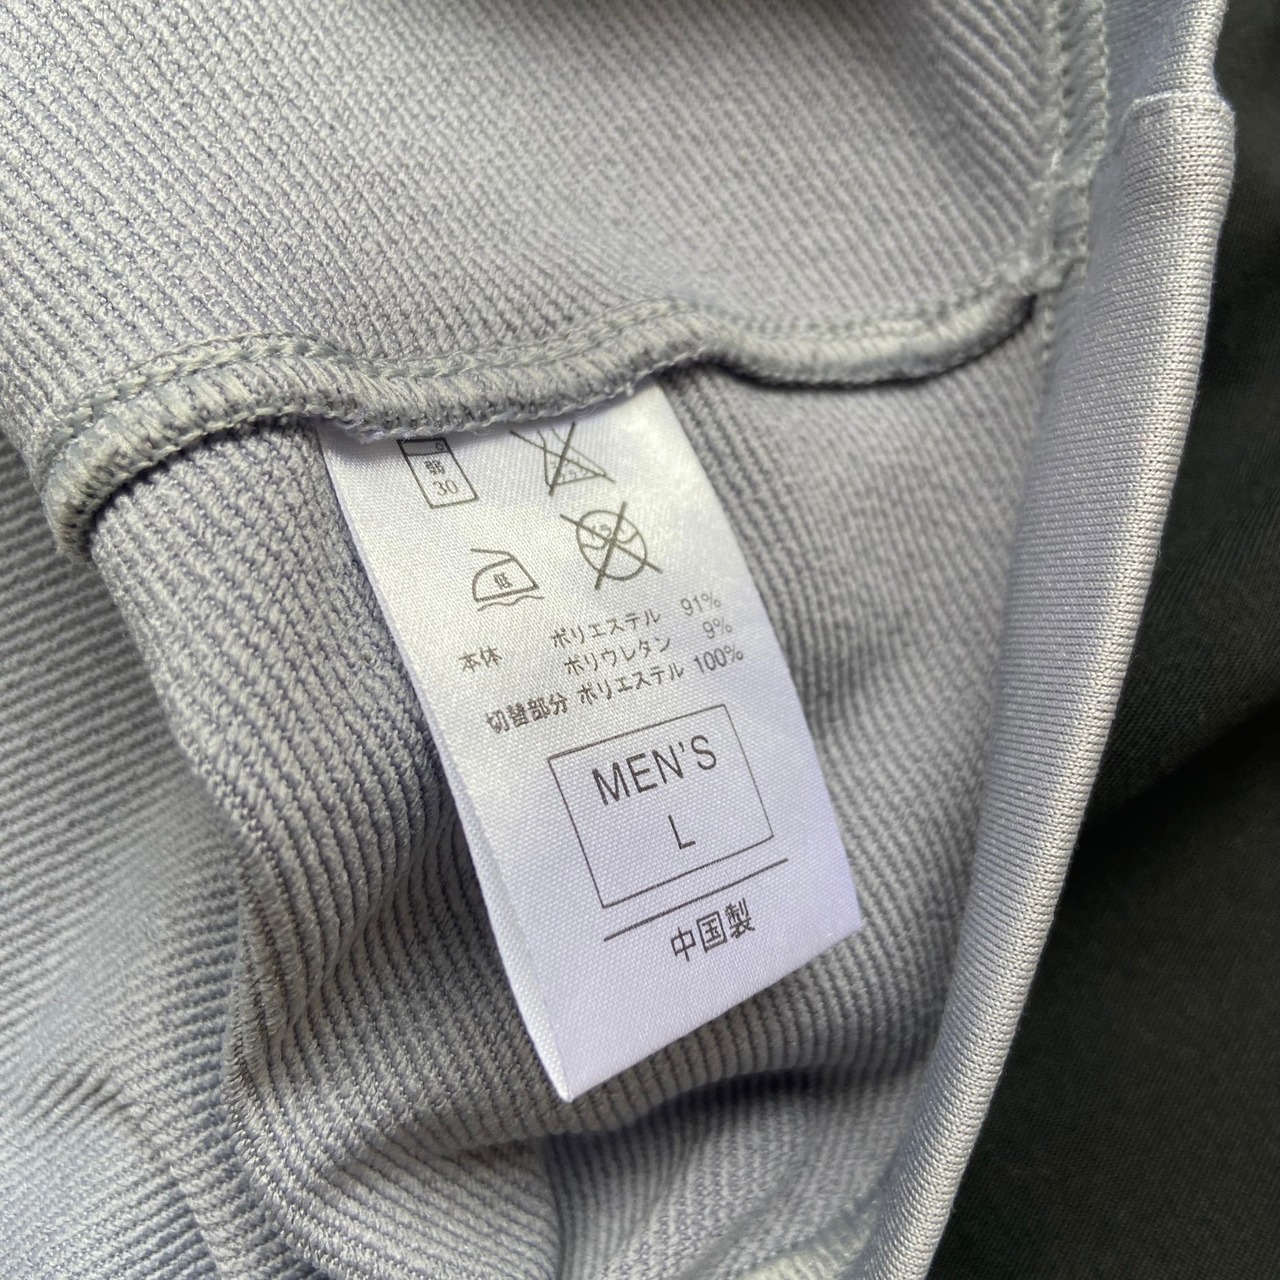 弱
30
低
本体 ポリエステル 91%
ポリウレタン 9%
切替部分 ポリエステル 100%
MEN'S
L
中国製